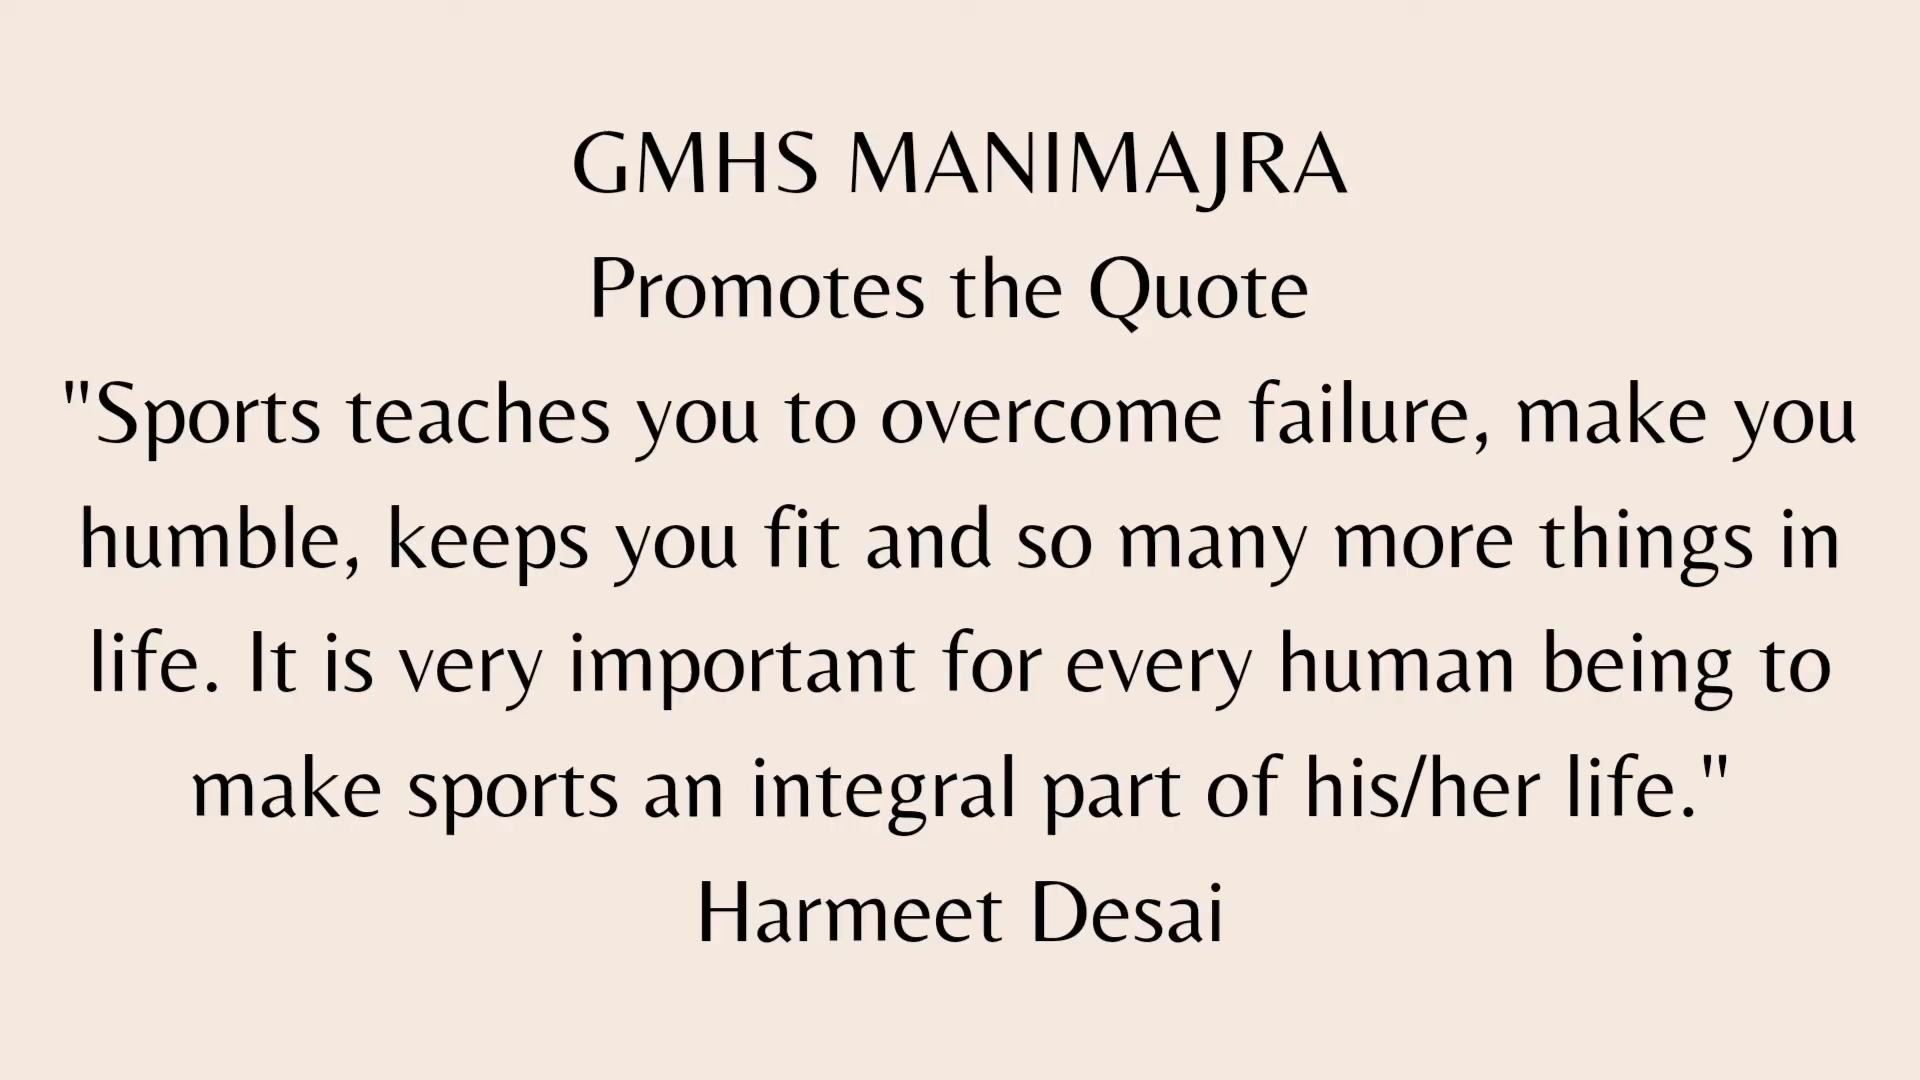 GMHS MANIMAJRA
Promotes the Quote
"Sports teaches you to overcome failure, make you
humble, keeps you fit and so many more things in
life. It is very important for every human being to
make sports an integral part of his/her life."
Harmeet Desai